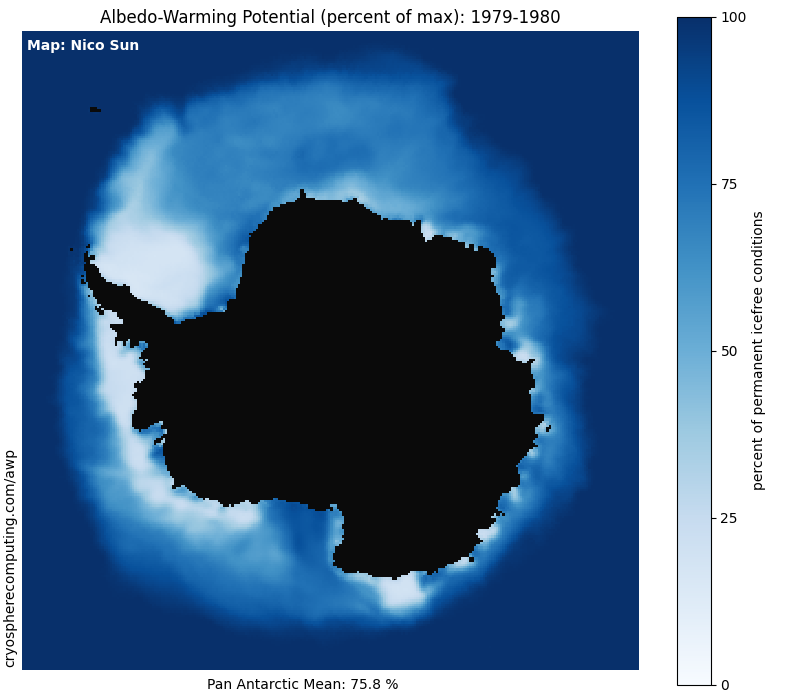 Albedo-Warming Potential (percent of max): 1979-1980
Map: Nico Sun
100
75
50
25
0
percent of permanent icefree conditions
cryospherecomputing.com/awp
Pan Antarctic Mean: 75.8 %